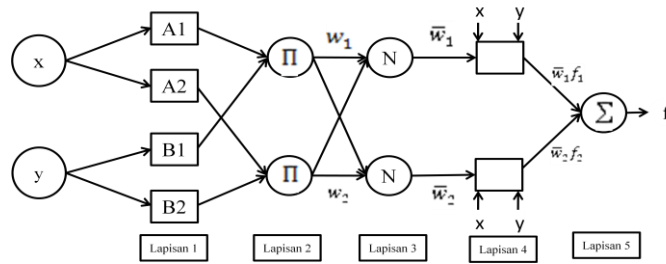 x y
A1
w₁ w̅₁
x
Π N
w̅₁f₁
A2
Σ f
B1
w̅₂f₂
y
Π N
w₂ w̅₂
B2
x y
Lapisan 1 Lapisan 2 Lapisan 3 Lapisan 4 Lapisan 5